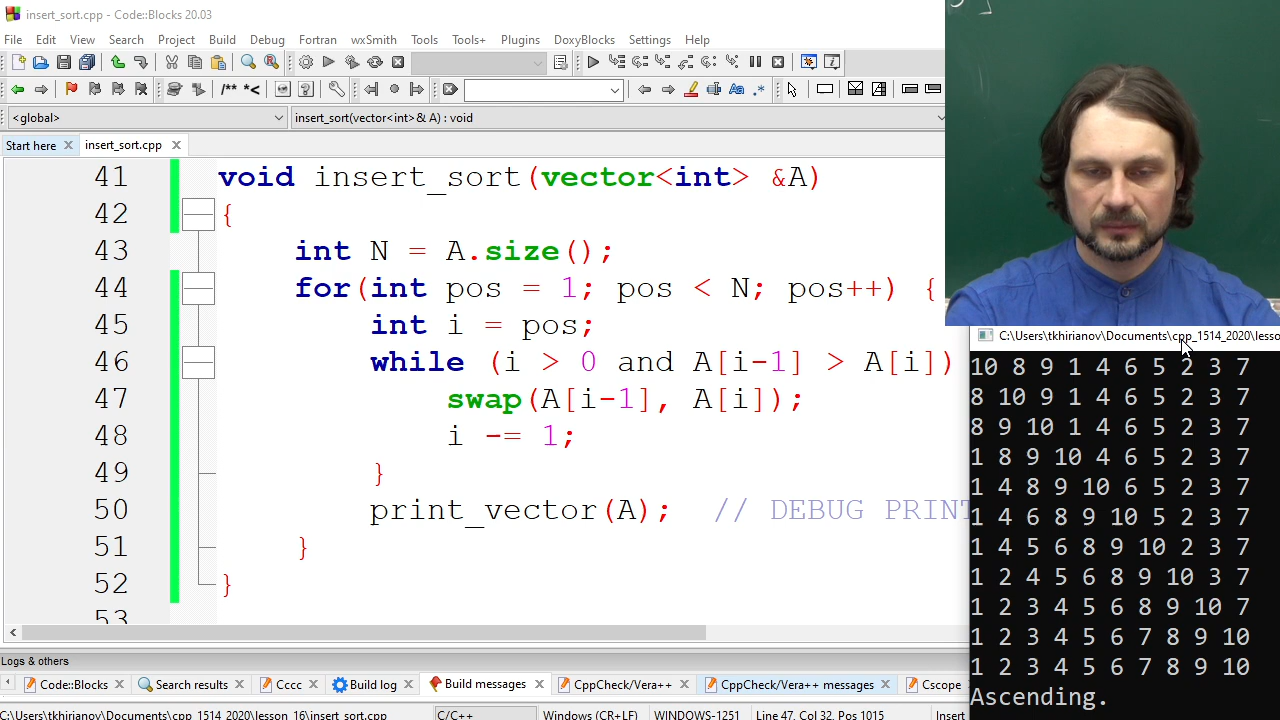 insert_sort.cpp - Code::Blocks 20.03
File Edit View Search Project Build Debug Fortran wxSmith Tools Tools+ Plugins DoxyBlocks Settings Help
/** *<
<global> insert_sort(vector<int>& A) : void
Start here insert_sort.cpp
41 void insert_sort(vector<int> &A)
42 {
43 int N = A.size();
44 for(int pos = 1; pos < N; pos++) {
45 int i = pos;
46 while (i > 0 and A[i-1] > A[i])
47 swap(A[i-1], A[i]);
48 i -= 1;
49 }
50 print_vector(A); // DEBUG PRINT
51 }
52 }
53
C:\Users\tkhirianov\Documents\cpp_1514_2020\lesso
10 8 9 1 4 6 5 2 3 7
8 10 9 1 4 6 5 2 3 7
8 9 10 1 4 6 5 2 3 7
1 8 9 10 4 6 5 2 3 7
1 4 8 9 10 6 5 2 3 7
1 4 6 8 9 10 5 2 3 7
1 4 5 6 8 9 10 2 3 7
1 2 4 5 6 8 9 10 3 7
1 2 3 4 5 6 8 9 10 7
1 2 3 4 5 6 7 8 9 10
1 2 3 4 5 6 7 8 9 10
Ascending.
Logs & others
Code::Blocks Search results Cccc Build log Build messages CppCheck/Vera++ CppCheck/Vera++ messages Cscope
C:\Users\tkhirianov\Documents\cpp_1514_2020\lesson_16\insert_sort.cpp C/C++ Windows (CR+LF) WINDOWS-1251 Line 47, Col 32, Pos 1015 Insert